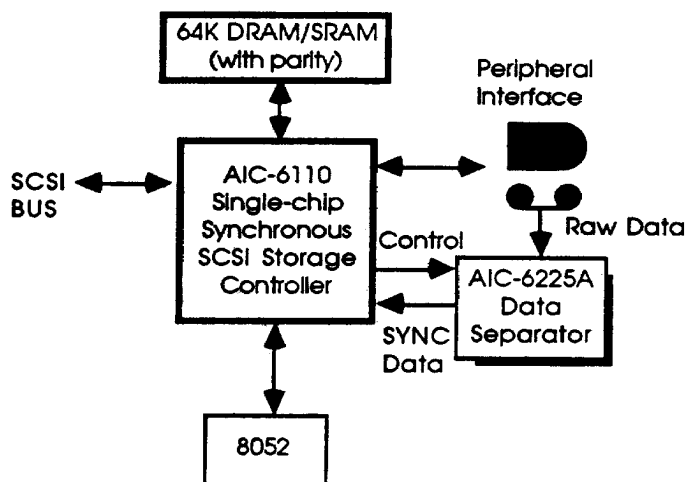 64K DRAM/SRAM
(with parity)
Peripheral
Interface
SCSI
BUS
AIC-6110
Single-chip
Synchronous
SCSI Storage
Controller
Control
Raw Data
AIC-6225A
Data
Separator
SYNC
Data
8052